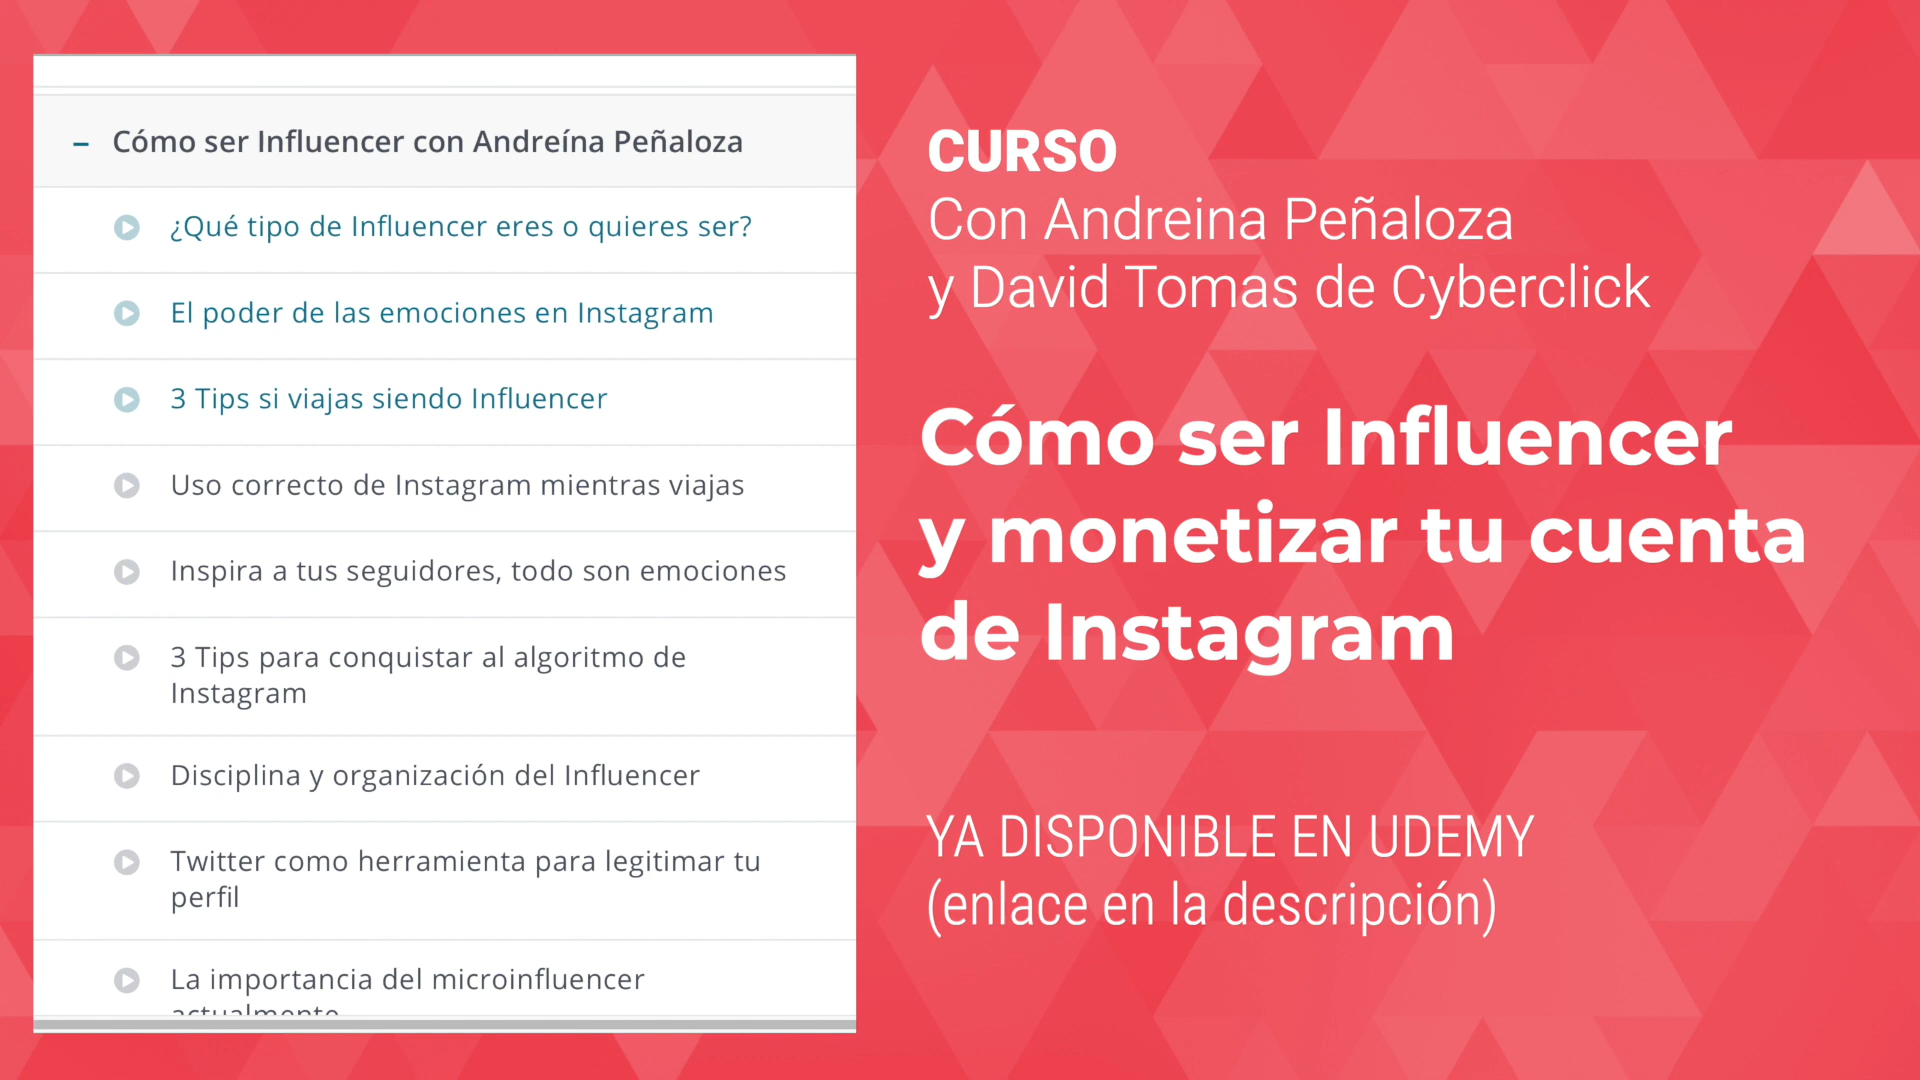 – Cómo ser Influencer con Andreína Peñaloza
¿Qué tipo de Influencer eres o quieres ser?
El poder de las emociones en Instagram
3 Tips si viajas siendo Influencer
Uso correcto de Instagram mientras viajas
Inspira a tus seguidores, todo son emociones
3 Tips para conquistar al algoritmo de
Instagram
Disciplina y organización del Influencer
Twitter como herramienta para legitimar tu
perfil
La importancia del microinfluencer
actualmente
CURSO
Con Andreina Peñaloza
y David Tomas de Cyberclick
Cómo ser Influencer
y monetizar tu cuenta
de Instagram
YA DISPONIBLE EN UDEMY
(enlace en la descripción)